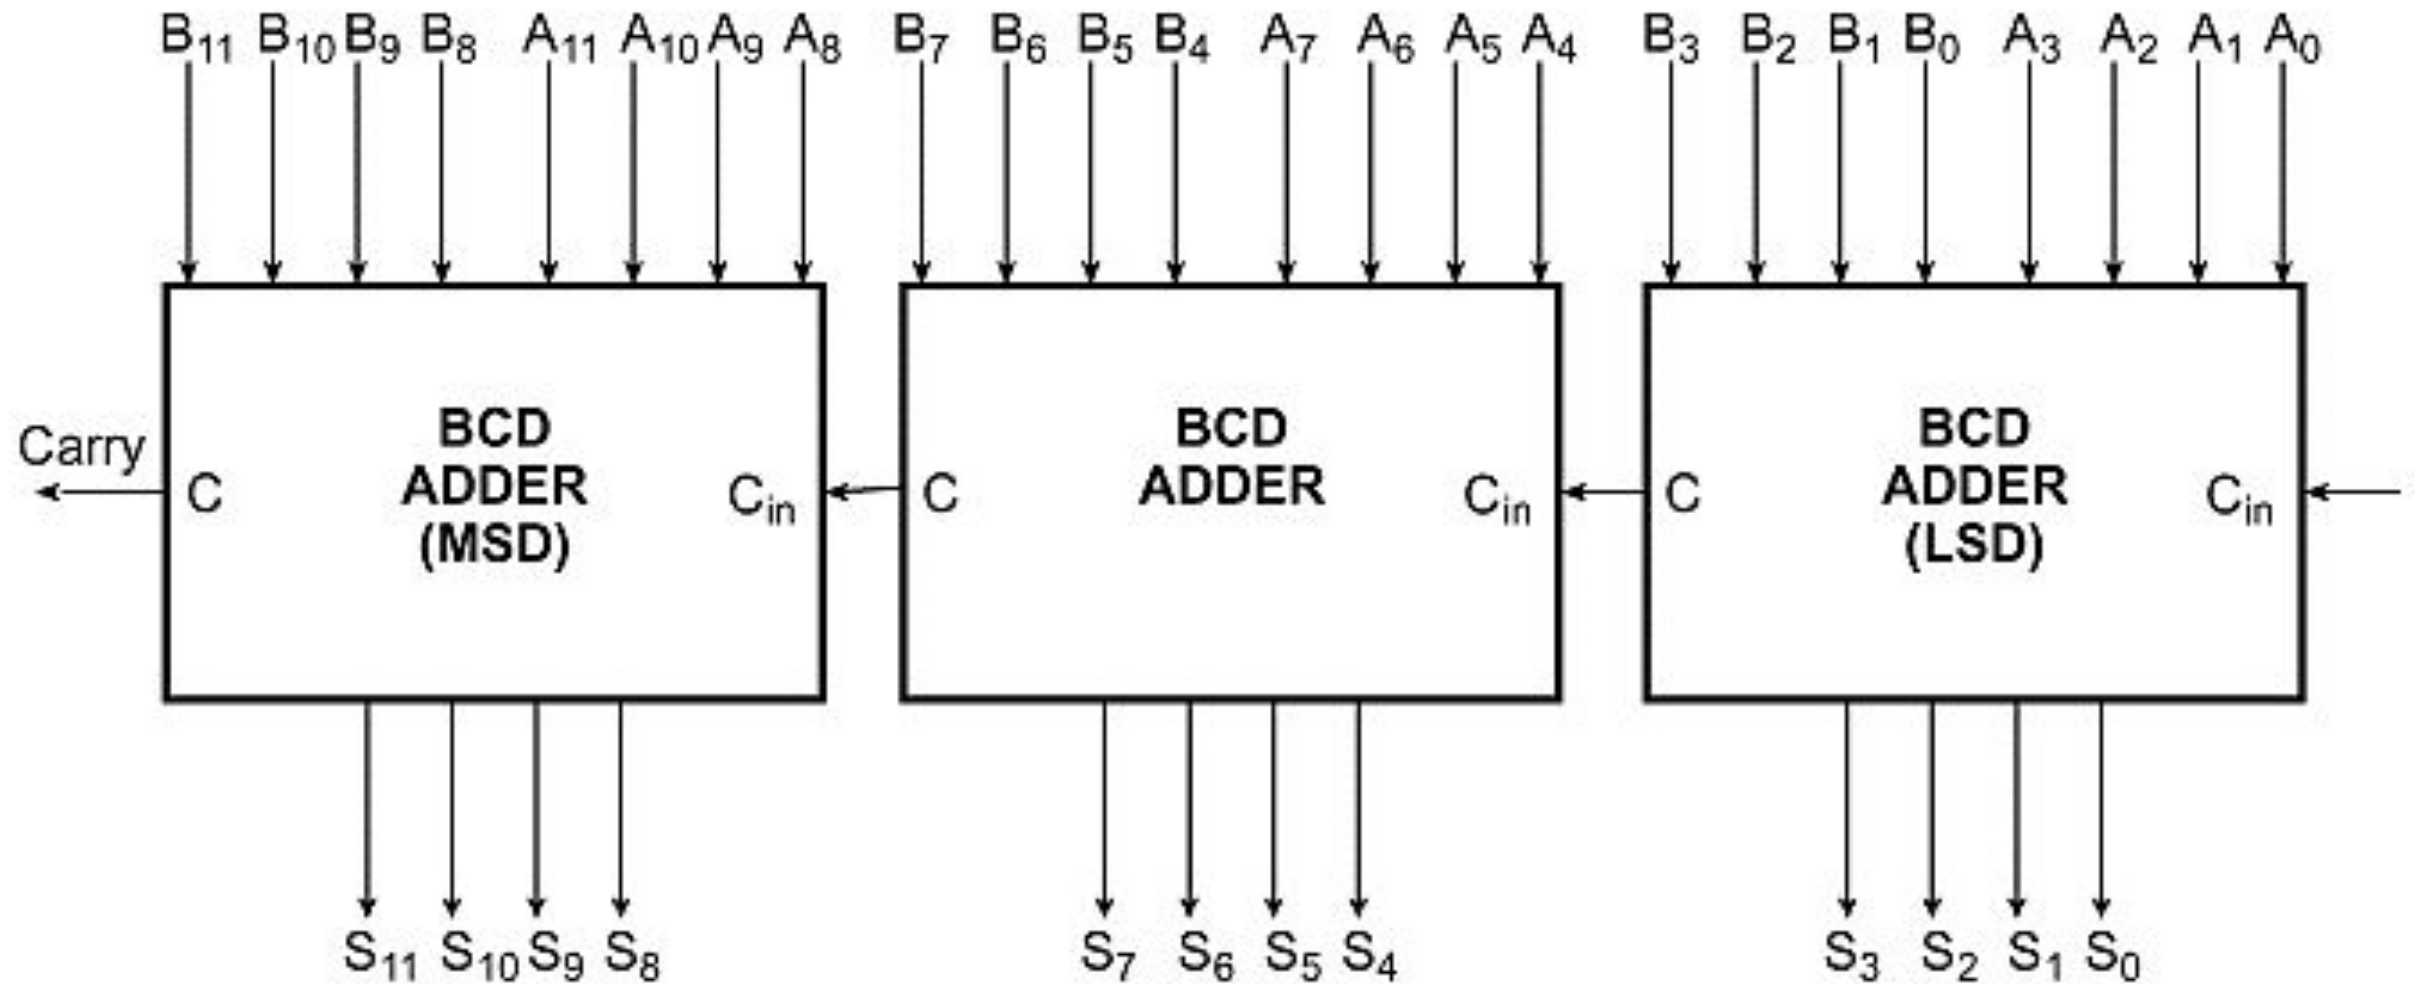 B₁₁ B₁₀ B₉ B₈ A₁₁ A₁₀ A₉ A₈ B₇ B₆ B₅ B₄ A₇ A₆ A₅ A₄ B₃ B₂ B₁ B₀ A₃ A₂ A₁ A₀
Carry
C
BCD
ADDER
(MSD)
Cᵢₙ
C
BCD
ADDER
Cᵢₙ
C
BCD
ADDER
(LSD)
Cᵢₙ
S₁₁ S₁₀ S₉ S₈ S₇ S₆ S₅ S₄ S₃ S₂ S₁ S₀